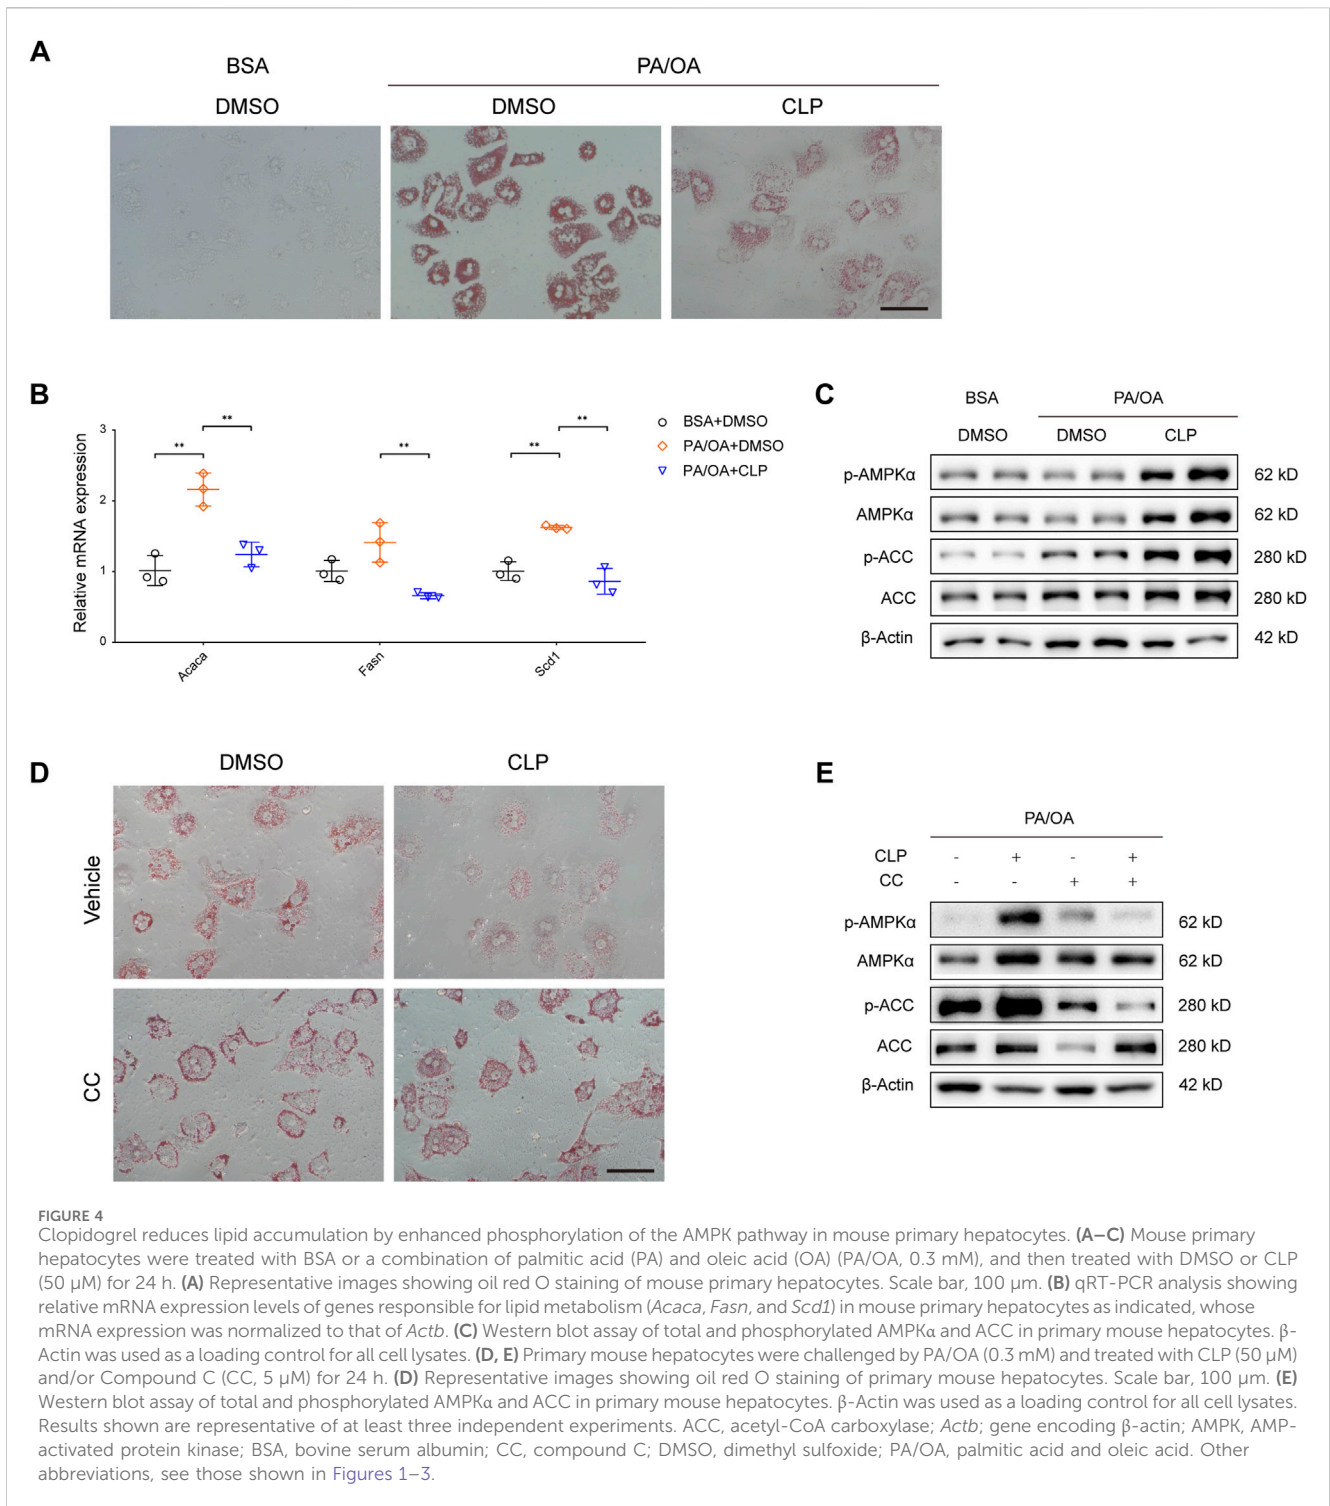 A
BSA
PA/OA
DMSO
DMSO
CLP
B
Relative mRNA expression
3
2
1
0
**
**
**
**
**
Acaca
Fasn
Scd1
BSA+DMSO
PA/OA+DMSO
PA/OA+CLP
C
BSA
PA/OA
DMSO
DMSO
CLP
p-AMPKα
62 kD
AMPKα
62 kD
p-ACC
280 kD
ACC
280 kD
β-Actin
42 kD
D
DMSO
CLP
Vehicle
CC
E
PA/OA
CLP - + - +
CC - - + +
p-AMPKα
62 kD
AMPKα
62 kD
p-ACC
280 kD
ACC
280 kD
β-Actin
42 kD
FIGURE 4
Clopidogrel reduces lipid accumulation by enhanced phosphorylation of the AMPK pathway in mouse primary hepatocytes. (A–C) Mouse primary
hepatocytes were treated with BSA or a combination of palmitic acid (PA) and oleic acid (OA) (PA/OA, 0.3 mM), and then treated with DMSO or CLP
(50 μM) for 24 h. (A) Representative images showing oil red O staining of mouse primary hepatocytes. Scale bar, 100 μm. (B) qRT-PCR analysis showing
relative mRNA expression levels of genes responsible for lipid metabolism (Acaca, Fasn, and Scd1) in mouse primary hepatocytes as indicated, whose
mRNA expression was normalized to that of Actb. (C) Western blot assay of total and phosphorylated AMPKα and ACC in primary mouse hepatocytes. β-
Actin was used as a loading control for all cell lysates. (D, E) Primary mouse hepatocytes were challenged by PA/OA (0.3 mM) and treated with CLP (50 μM)
and/or Compound C (CC, 5 μM) for 24 h. (D) Representative images showing oil red O staining of primary mouse hepatocytes. Scale bar, 100 μm. (E)
Western blot assay of total and phosphorylated AMPKα and ACC in primary mouse hepatocytes. β-Actin was used as a loading control for all cell lysates.
Results shown are representative of at least three independent experiments. ACC, acetyl-CoA carboxylase; Actb; gene encoding β-actin; AMPK, AMP-
activated protein kinase; BSA, bovine serum albumin; CC, compound C; DMSO, dimethyl sulfoxide; PA/OA, palmitic acid and oleic acid. Other
abbreviations, see those shown in Figures 1–3.